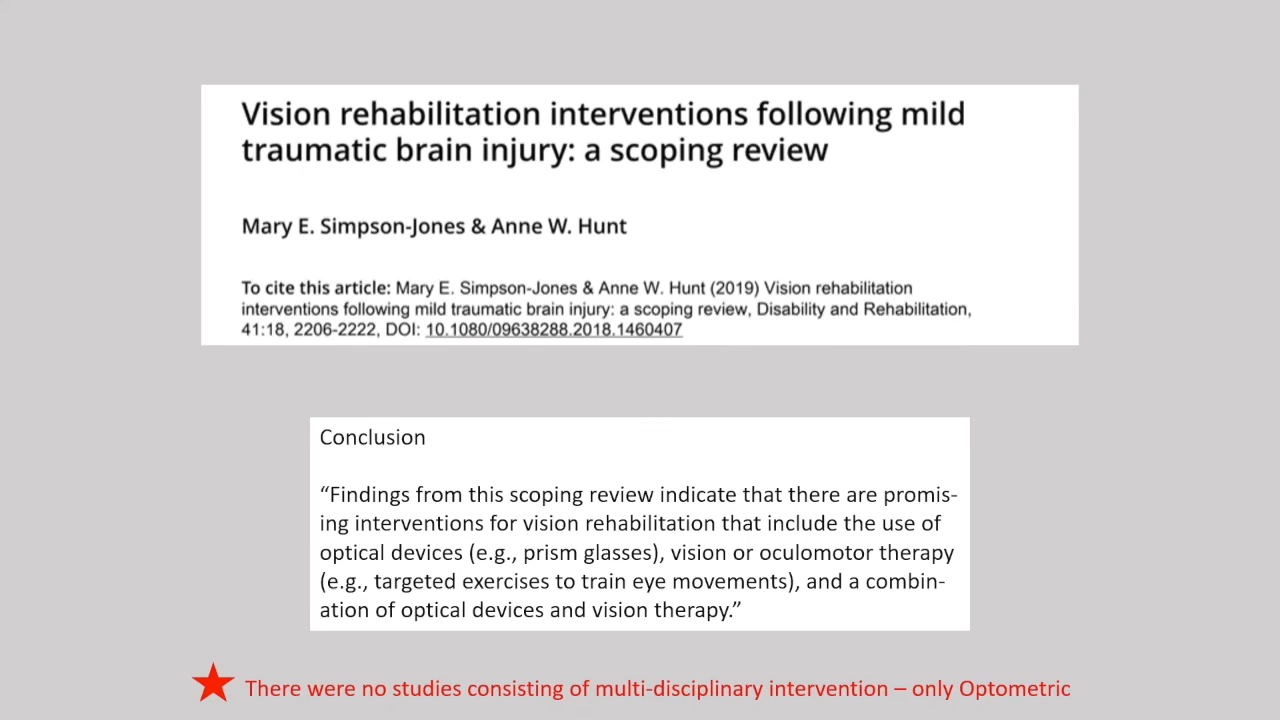 Vision rehabilitation interventions following mild
traumatic brain injury: a scoping review
Mary E. Simpson-Jones & Anne W. Hunt
To cite this article: Mary E. Simpson-Jones & Anne W. Hunt (2019) Vision rehabilitation
interventions following mild traumatic brain injury: a scoping review, Disability and Rehabilitation,
41:18, 2206-2222, DOI: 10.1080/09638288.2018.1460407
Conclusion
“Findings from this scoping review indicate that there are promis-
ing interventions for vision rehabilitation that include the use of
optical devices (e.g., prism glasses), vision or oculomotor therapy
(e.g., targeted exercises to train eye movements), and a combin-
ation of optical devices and vision therapy.”
There were no studies consisting of multi-disciplinary intervention – only Optometric